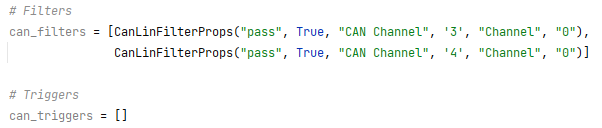 # Filters
can_filters = [CanLinFilterProps("pass", True, "CAN Channel", '3', "Channel", "0"),
               CanLinFilterProps("pass", True, "CAN Channel", '4', "Channel", "0")]

# Triggers
can_triggers = []